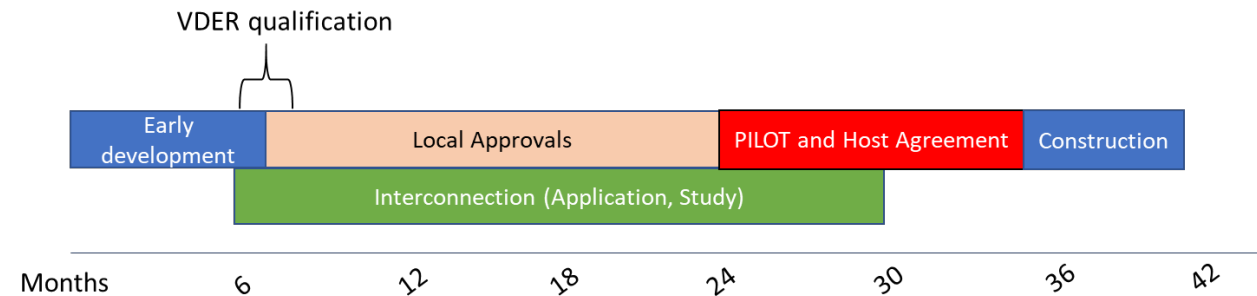 VDER qualification
Early
development
Local Approvals
PILOT and Host Agreement
Construction
Interconnection (Application, Study)
Months
6
12
18
24
30
36
42